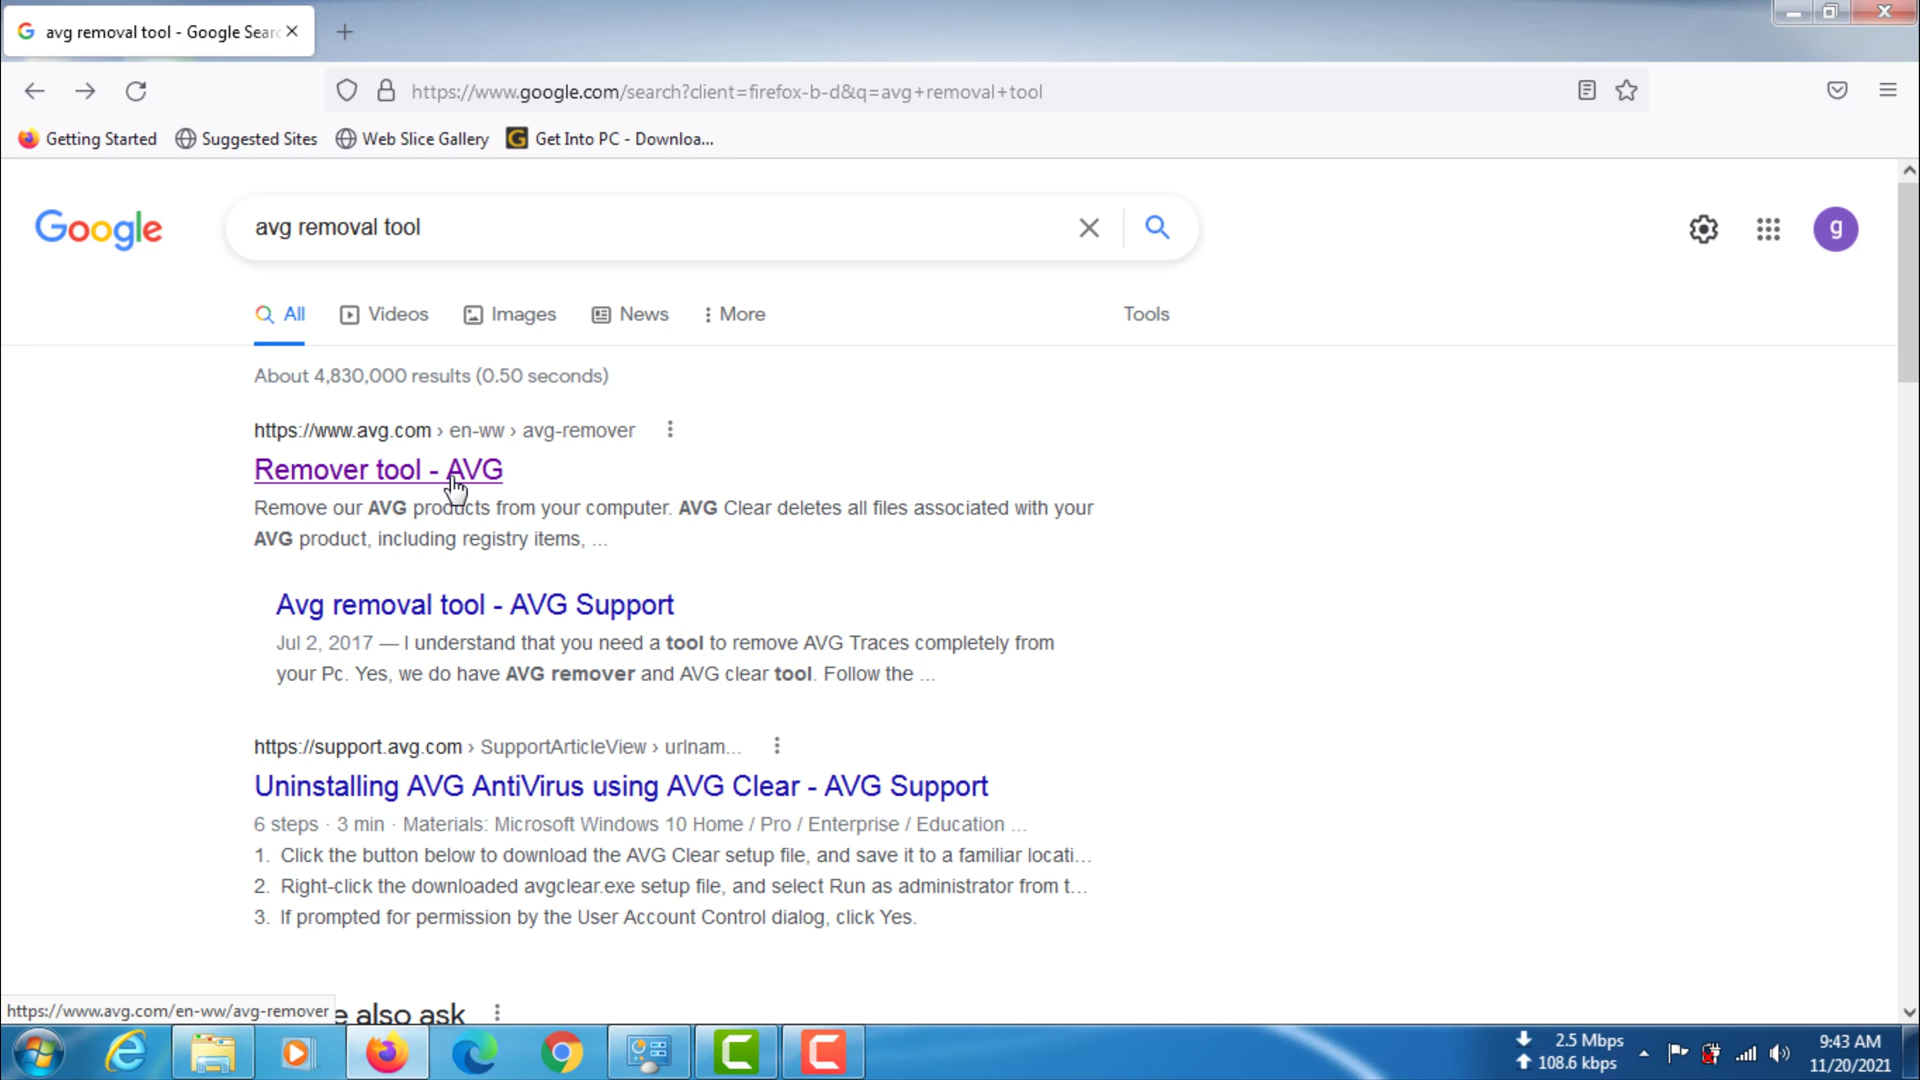 avg removal tool - Google Sear
https://www.google.com/search?client=firefox-b-d&q=avg+removal+tool
Getting Started Suggested Sites Web Slice Gallery Get Into PC - Downloa...
Google avg removal tool g
All Videos Images News More Tools
About 4,830,000 results (0.50 seconds)
https://www.avg.com › en-ww › avg-remover
Remover tool - AVG
Remove our AVG products from your computer. AVG Clear deletes all files associated with your
AVG product, including registry items, ...
Avg removal tool - AVG Support
Jul 2, 2017 — I understand that you need a tool to remove AVG Traces completely from
your Pc. Yes, we do have AVG remover and AVG clear tool. Follow the ...
https://support.avg.com › SupportArticleView › urlnam...
Uninstalling AVG AntiVirus using AVG Clear - AVG Support
6 steps · 3 min · Materials: Microsoft Windows 10 Home / Pro / Enterprise / Education ...
1. Click the button below to download the AVG Clear setup file, and save it to a familiar locati...
2. Right-click the downloaded avgclear.exe setup file, and select Run as administrator from t...
3. If prompted for permission by the User Account Control dialog, click Yes.
https://www.avg.com/en-ww/avg-remover e also ask
2.5 Mbps 9:43 AM
108.6 kbps 11/20/2021